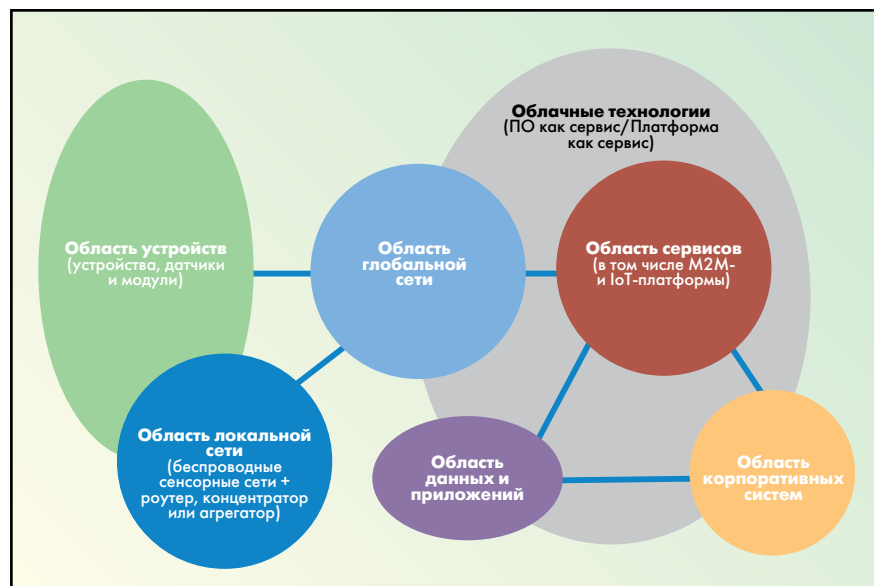 Облачные технологии
(ПО как сервис/Платформа
как сервис)
Область устройств
(устройства, датчики
и модули)
Область
глобальной
сети
Область сервисов
(в том числе M2M-
и IoT-платформы)
Область локальной
сети
(беспроводные
сенсорные сети +
роутер, концентратор
или агрегатор)
Область
данных и
приложений
Область
корпоративных
систем